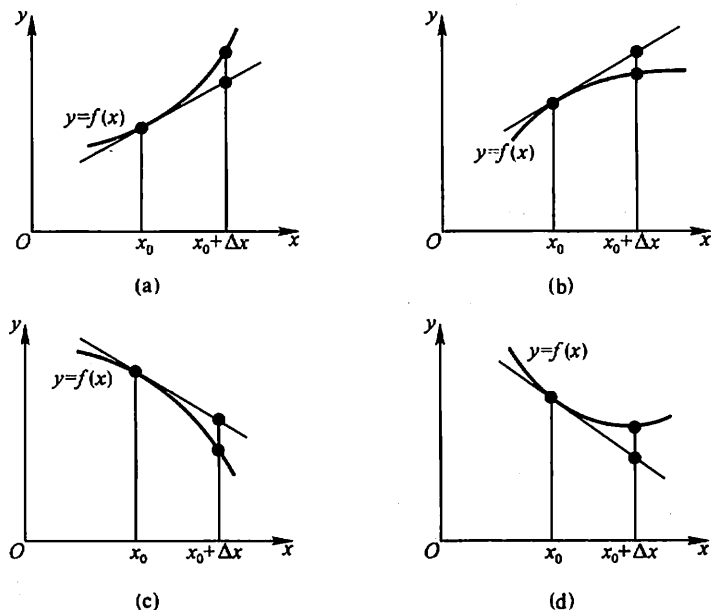 y
y=f(x)
O x₀ x₀+Δx x
(a)
y
y=f(x)
O x₀ x₀+Δx x
(b)
y
y=f(x)
O x₀ x₀+Δx x
(c)
y
y=f(x)
O x₀ x₀+Δx x
(d)